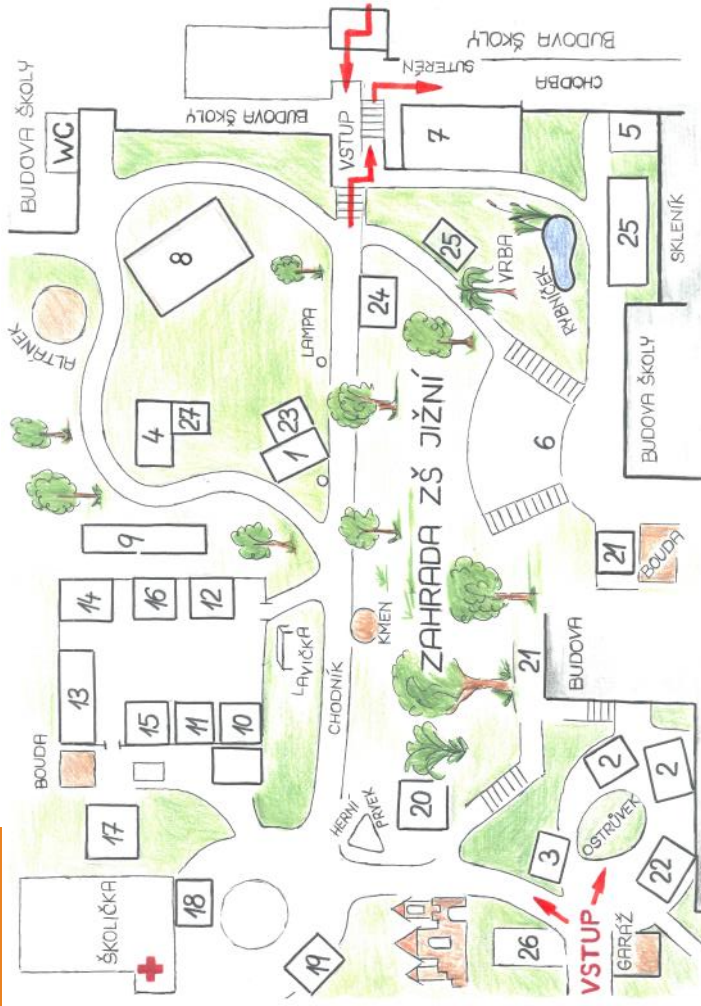 ŠKOLIČKA
17
BOUDA
13
14
9
ALTÁNEK
BUDOVA ŠKOLY
WC
18
15
16
4
27
8
11
12
10
19
LAVIČKA
1
23
LAMPA
BUDOVA ŠKOLY
CHODNÍK
HERNÍ
PRVEK
KMEN
24
VSTUP
20
ZAHRADA ZŠ JIŽNÍ
SUTERÉN
BUDOVA ŠKOLY
25
7
CHODBA
VRBA
26
3
21
6
RYBNÍČEK
VSTUP
OSTRŮVEK
2
2
BUDOVA
21
BOUDA
25
5
GARÁŽ
22
BUDOVA ŠKOLY
SKLENÍK